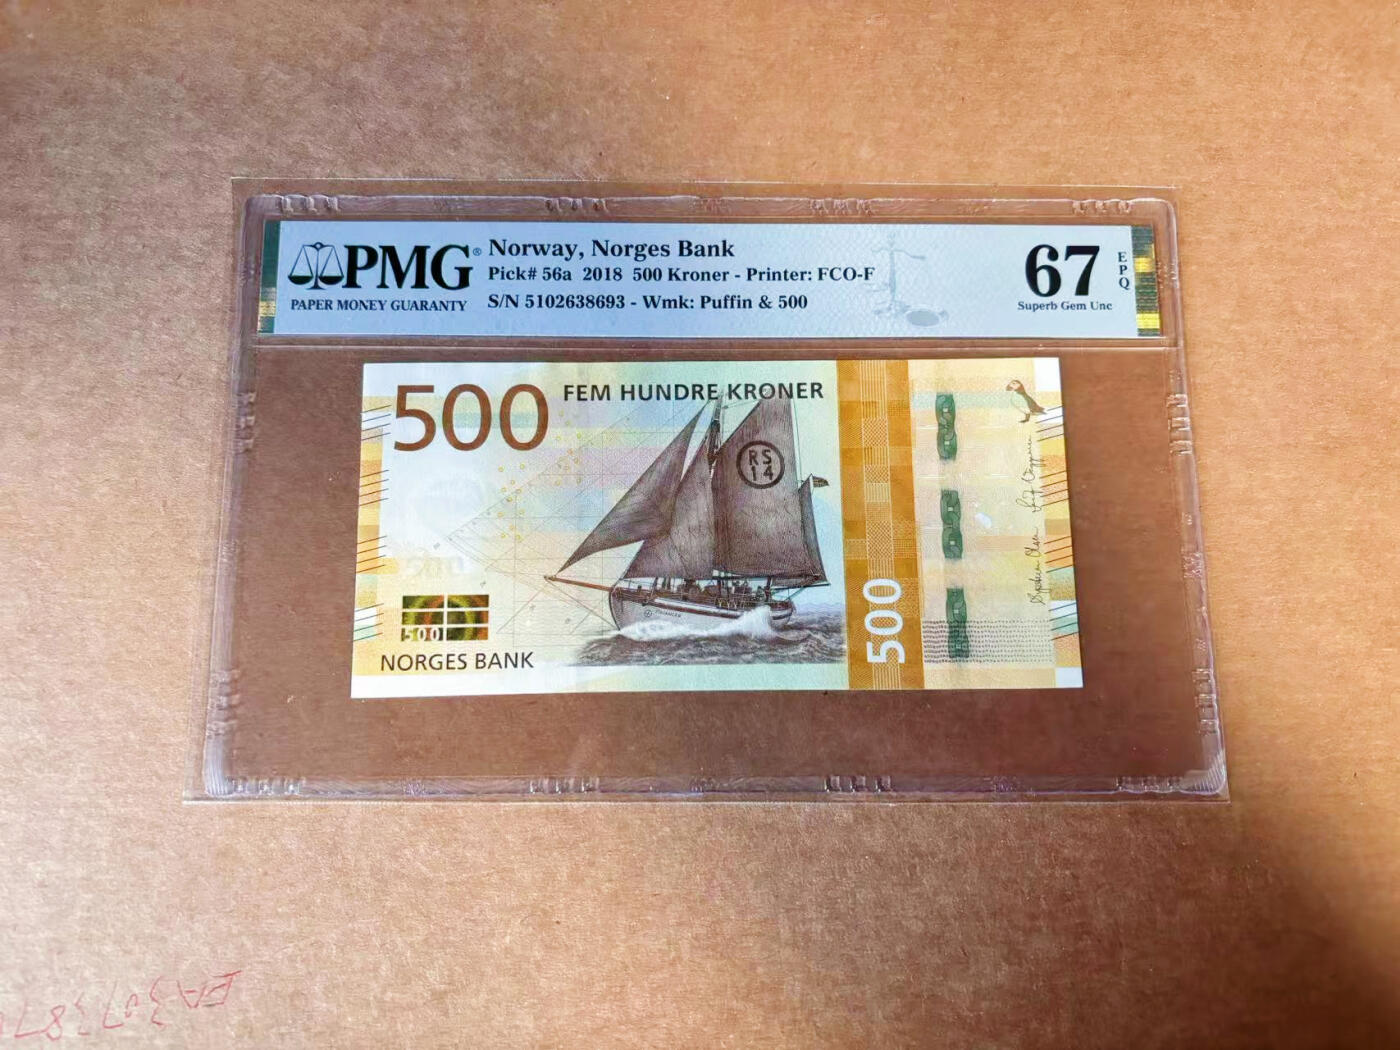 PMG®
PAPER MONEY GUARANTY
Norway, Norges Bank
Pick# 56a 2018 500 Kroner - Printer: FCO-F
S/N 5102638693 - Wmk: Puffin & 500
67
EPQ
Superb Gem Unc
500
FEM HUNDRE KRONER
RS
14
500
NORGES BANK
500